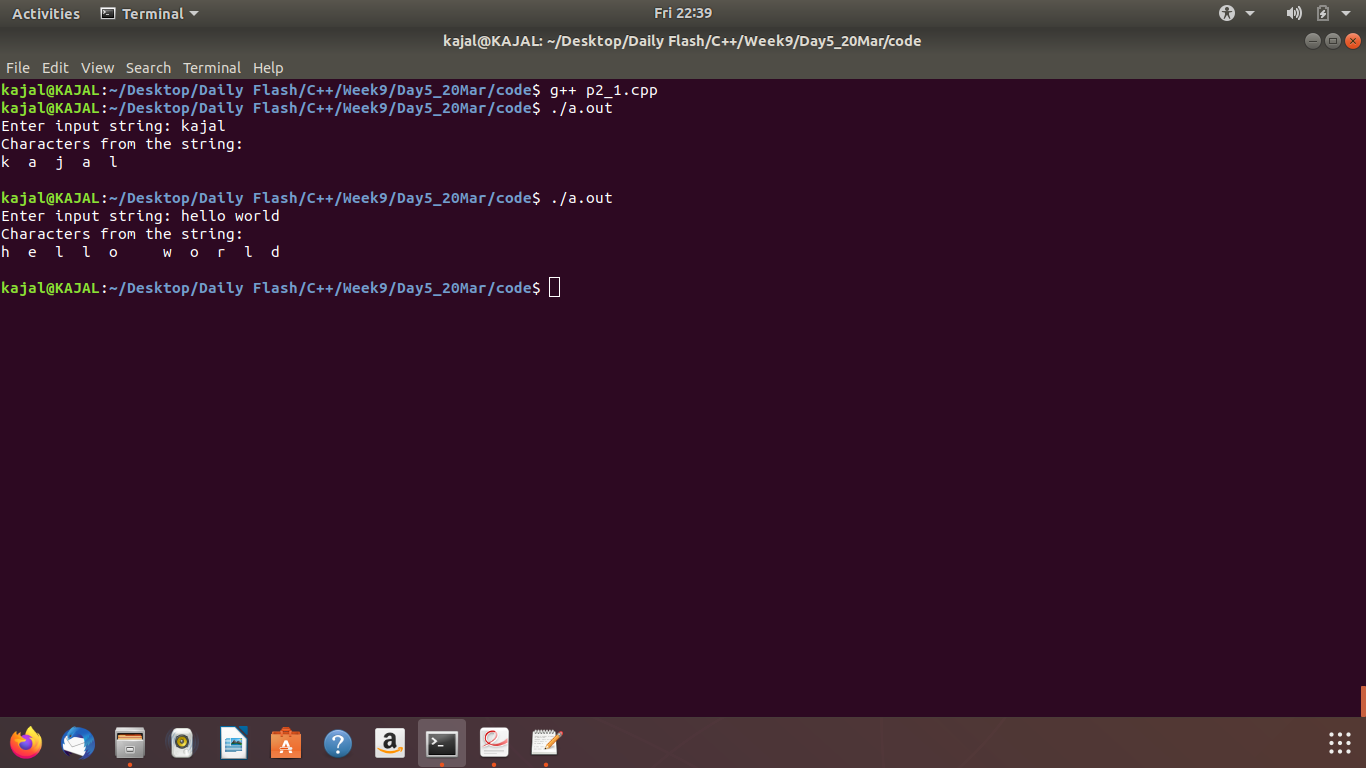 Activities Terminal Fri 22:39
kajal@KAJAL: ~/Desktop/Daily Flash/C++/Week9/Day5_20Mar/code
File Edit View Search Terminal Help
kajal@KAJAL:~/Desktop/Daily Flash/C++/Week9/Day5_20Mar/code$ g++ p2_1.cpp
kajal@KAJAL:~/Desktop/Daily Flash/C++/Week9/Day5_20Mar/code$ ./a.out
Enter input string: kajal
Characters from the string:
k  a  j  a  l
kajal@KAJAL:~/Desktop/Daily Flash/C++/Week9/Day5_20Mar/code$ ./a.out
Enter input string: hello world
Characters from the string:
h  e  l  l  o     w  o  r  l  d
kajal@KAJAL:~/Desktop/Daily Flash/C++/Week9/Day5_20Mar/code$